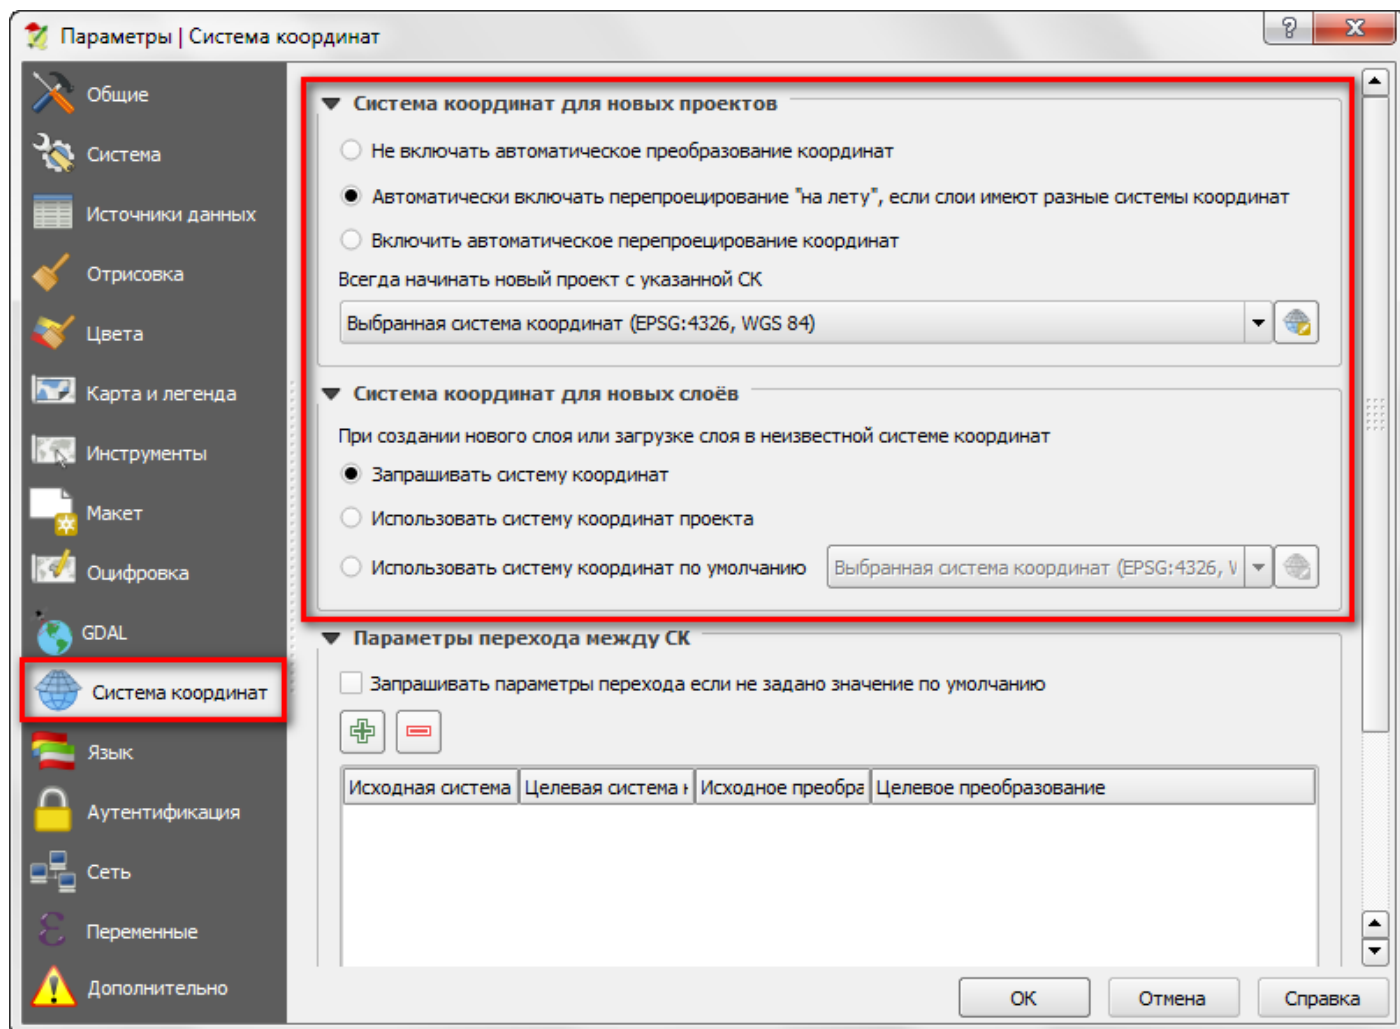 Параметры | Система координат
Общие
Система
Источники данных
Отрисовка
Цвета
Карта и легенда
Инструменты
Макет
Оцифровка
GDAL
Система координат
Язык
Аутентификация
Сеть
Переменные
Дополнительно
Система координат для новых проектов
Не включать автоматическое преобразование координат
Автоматически включать перепроецирование "на лету", если слои имеют разные системы координат
Включить автоматическое перепроецирование координат
Всегда начинать новый проект с указанной СК
Выбранная система координат (EPSG:4326, WGS 84)
Система координат для новых слоёв
При создании нового слоя или загрузке слоя в неизвестной системе координат
Запрашивать систему координат
Использовать систему координат проекта
Использовать систему координат по умолчанию Выбранная система координат (EPSG:4326, W
Параметры перехода между СК
Запрашивать параметры перехода если не задано значение по умолчанию
Исходная система Целевая система к Исходное преобра Целевое преобразование
ОК Отмена Справка